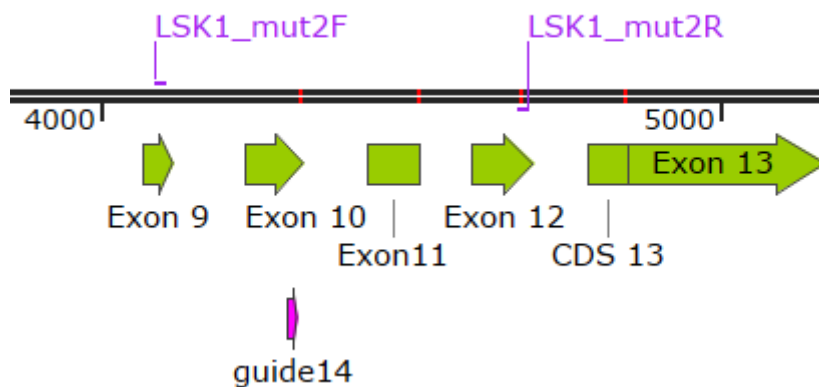 LSK1_mut2F
LSK1_mut2R
4000
5000
Exon 13
Exon 9
Exon 10
Exon 12
Exon11
CDS 13
guide14